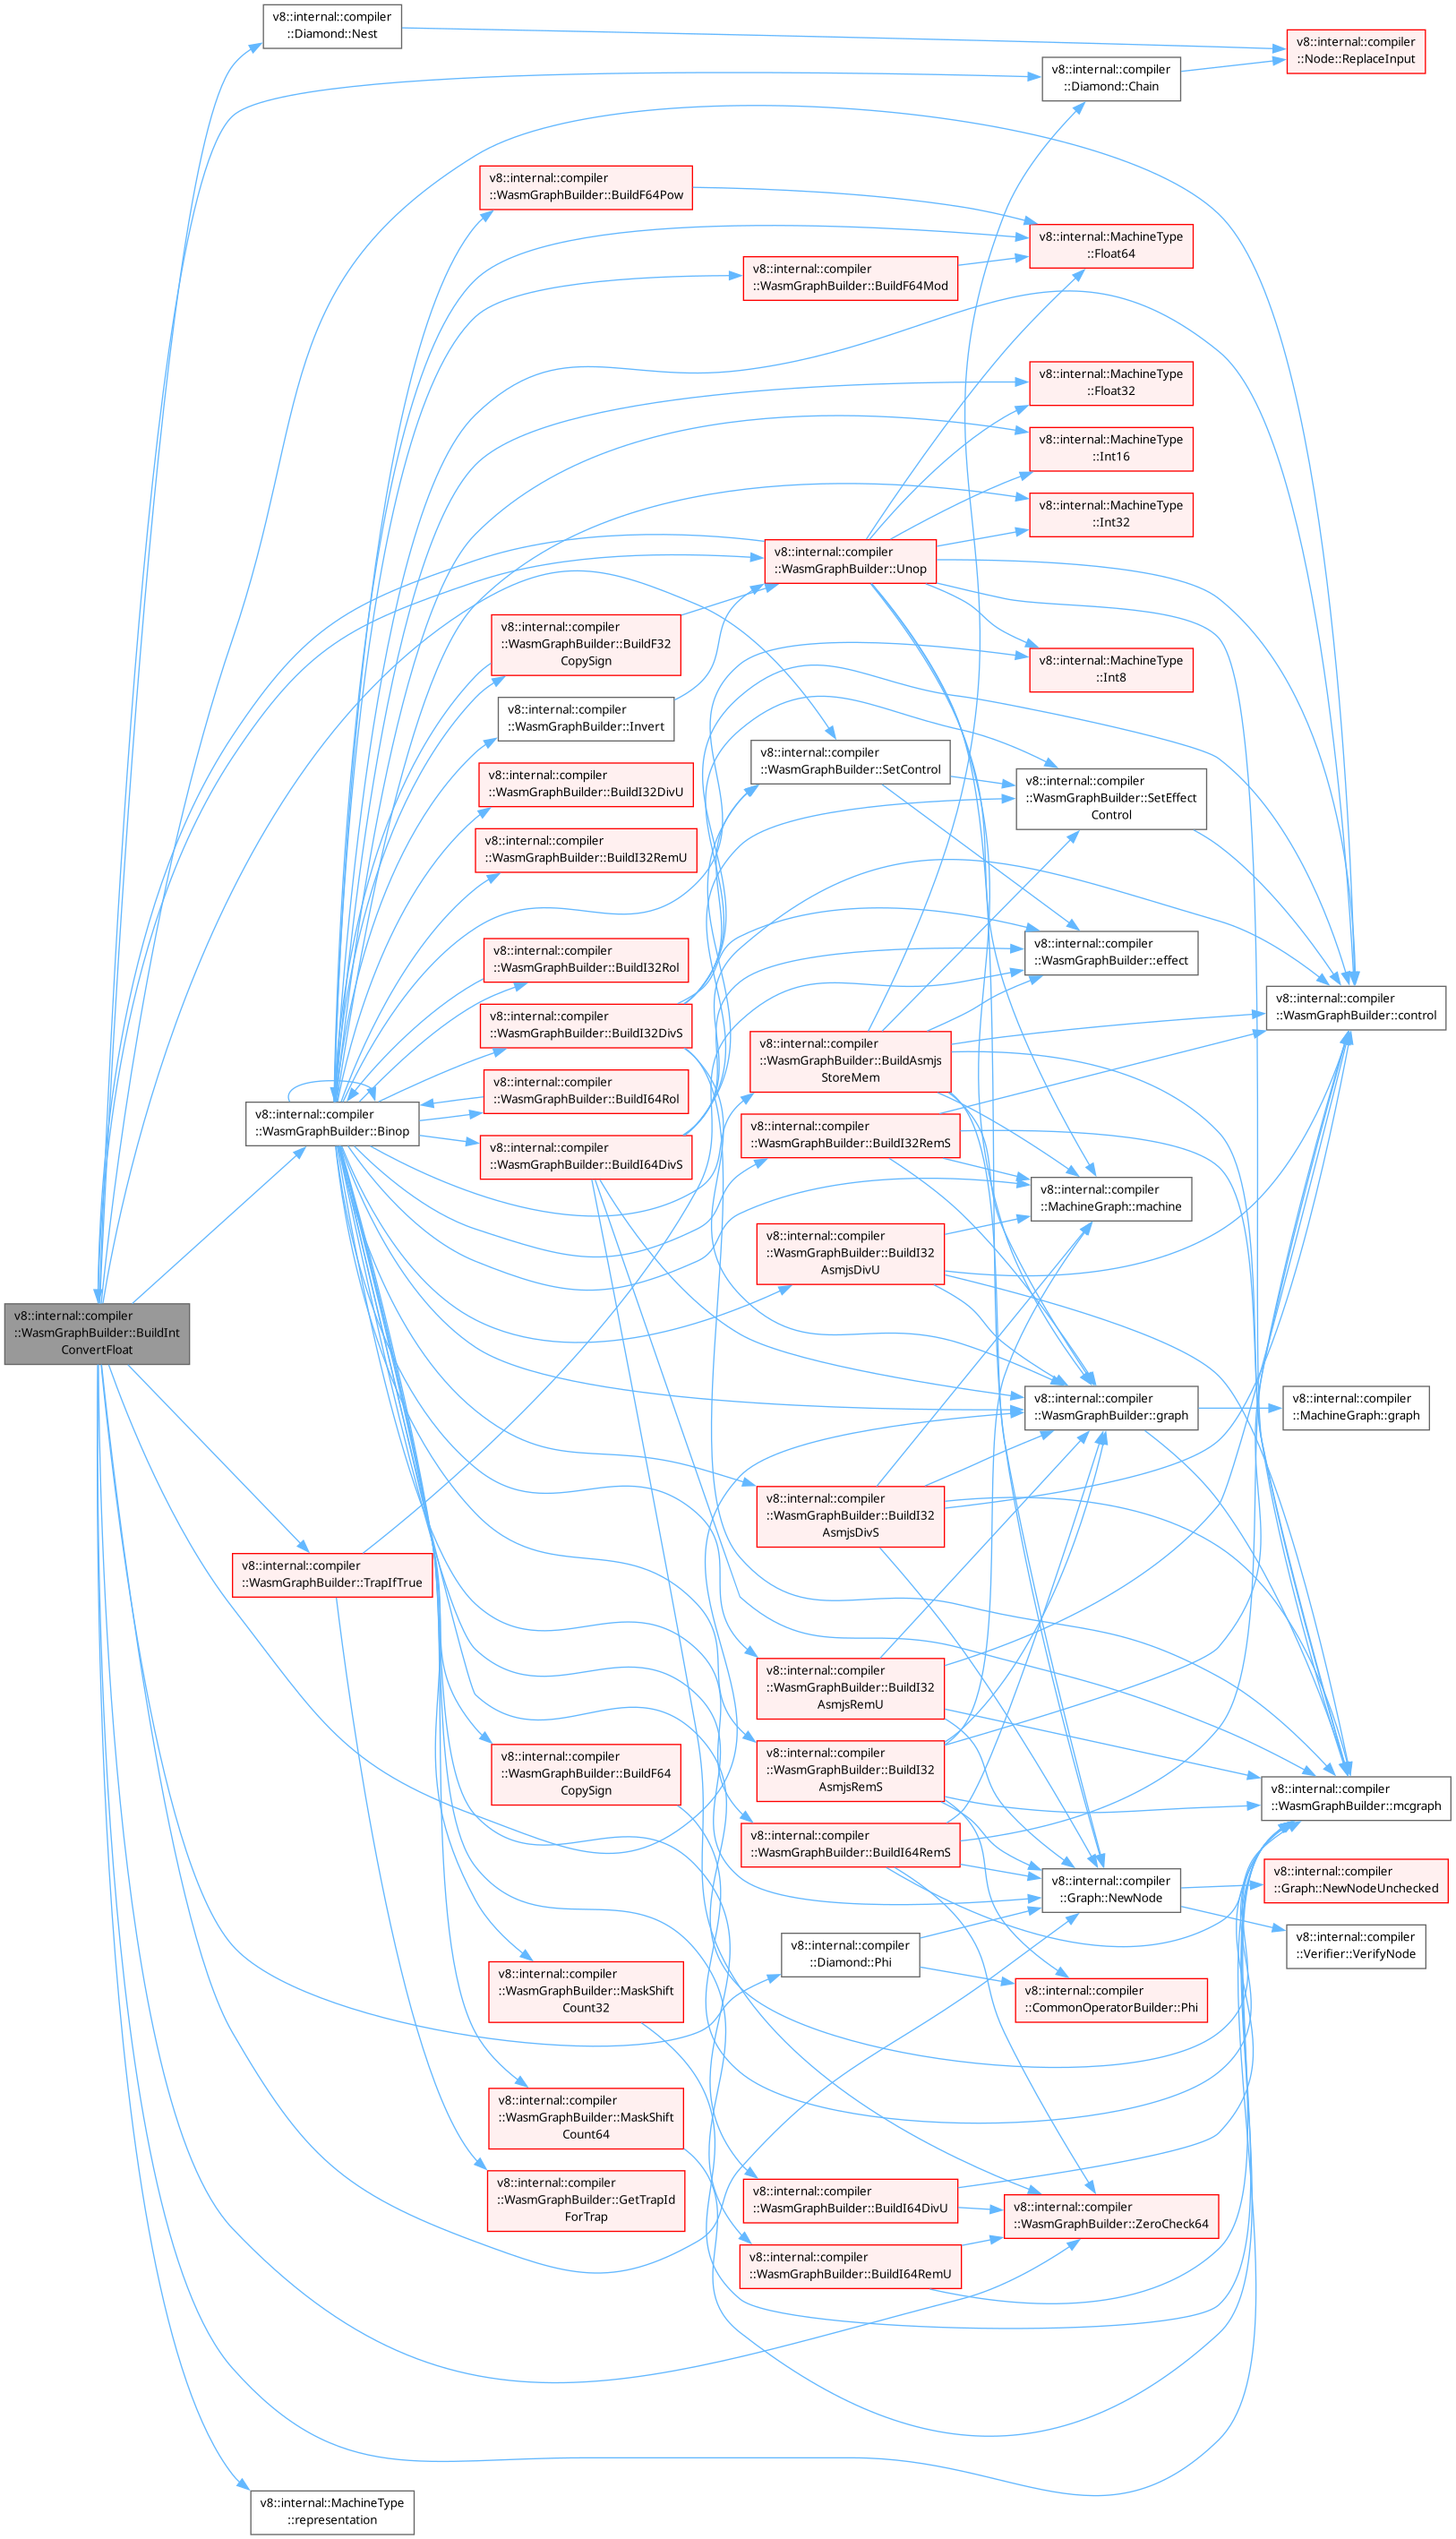 v8::internal::compiler
::Diamond::Nest
v8::internal::compiler
::Node::ReplaceInput
v8::internal::compiler
::Diamond::Chain
v8::internal::compiler
::WasmGraphBuilder::BuildF64Pow
v8::internal::MachineType
::Float64
v8::internal::compiler
::WasmGraphBuilder::BuildF64Mod
v8::internal::MachineType
::Float32
v8::internal::MachineType
::Int16
v8::internal::MachineType
::Int32
v8::internal::compiler
::WasmGraphBuilder::Unop
v8::internal::compiler
::WasmGraphBuilder::BuildF32
CopySign
v8::internal::MachineType
::Int8
v8::internal::compiler
::WasmGraphBuilder::Invert
v8::internal::compiler
::WasmGraphBuilder::SetControl
v8::internal::compiler
::WasmGraphBuilder::BuildI32DivU
v8::internal::compiler
::WasmGraphBuilder::SetEffect
Control
v8::internal::compiler
::WasmGraphBuilder::BuildI32RemU
v8::internal::compiler
::WasmGraphBuilder::BuildI32Rol
v8::internal::compiler
::WasmGraphBuilder::effect
v8::internal::compiler
::WasmGraphBuilder::control
v8::internal::compiler
::WasmGraphBuilder::BuildI32DivS
v8::internal::compiler
::WasmGraphBuilder::BuildAsmjs
StoreMem
v8::internal::compiler
::WasmGraphBuilder::BuildI64Rol
v8::internal::compiler
::WasmGraphBuilder::Binop
v8::internal::compiler
::WasmGraphBuilder::BuildI32RemS
v8::internal::compiler
::WasmGraphBuilder::BuildI64DivS
v8::internal::compiler
::MachineGraph::machine
v8::internal::compiler
::WasmGraphBuilder::BuildI32
AsmjsDivU
v8::internal::compiler
::WasmGraphBuilder::BuildInt
ConvertFloat
v8::internal::compiler
::WasmGraphBuilder::graph
v8::internal::compiler
::MachineGraph::graph
v8::internal::compiler
::WasmGraphBuilder::BuildI32
AsmjsDivS
v8::internal::compiler
::WasmGraphBuilder::TrapIfTrue
v8::internal::compiler
::WasmGraphBuilder::BuildI32
AsmjsRemU
v8::internal::compiler
::WasmGraphBuilder::BuildF64
CopySign
v8::internal::compiler
::WasmGraphBuilder::BuildI32
AsmjsRemS
v8::internal::compiler
::WasmGraphBuilder::mcgraph
v8::internal::compiler
::WasmGraphBuilder::BuildI64RemS
v8::internal::compiler
::Graph::NewNode
v8::internal::compiler
::Graph::NewNodeUnchecked
v8::internal::compiler
::Verifier::VerifyNode
v8::internal::compiler
::Diamond::Phi
v8::internal::compiler
::WasmGraphBuilder::MaskShift
Count32
v8::internal::compiler
::CommonOperatorBuilder::Phi
v8::internal::compiler
::WasmGraphBuilder::MaskShift
Count64
v8::internal::compiler
::WasmGraphBuilder::GetTrapId
ForTrap
v8::internal::compiler
::WasmGraphBuilder::BuildI64DivU
v8::internal::compiler
::WasmGraphBuilder::ZeroCheck64
v8::internal::compiler
::WasmGraphBuilder::BuildI64RemU
v8::internal::MachineType
::representation